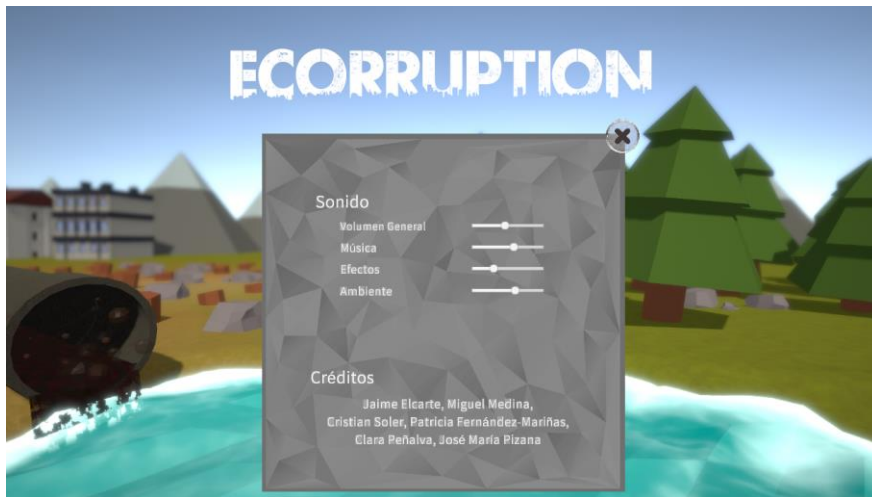 ECORRUPTION
Sonido
Volumen General
Música
Efectos
Ambiente
Créditos
Jaime Elcarte, Miguel Medina,
Cristian Soler, Patricia Fernández-Mariñas,
Clara Peñalva, José María Pizana